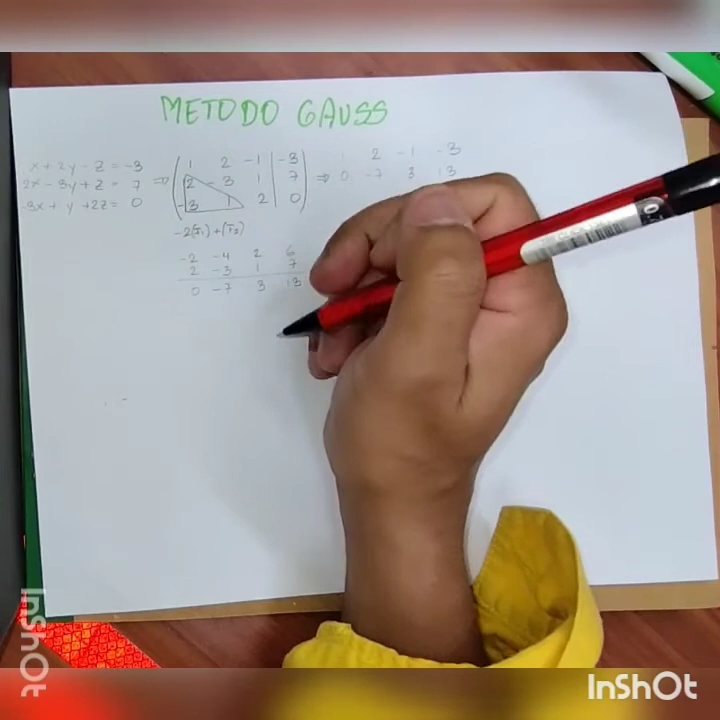 METODO GAUSS
x + 2y - z = -3
2x - 3y + z = 7
-3x + y + 2z = 0
⇒ ( 1 2 -1 | -3
2 -3 1 | 7
-3 1 2 | 0 )
⇒ 1 2 -1 -3
0 -7 3 13
-2(r1)+(r2)
-2 -4 2 6
2 -3 1 7
0 -7 3 13
InShOt
InShOt